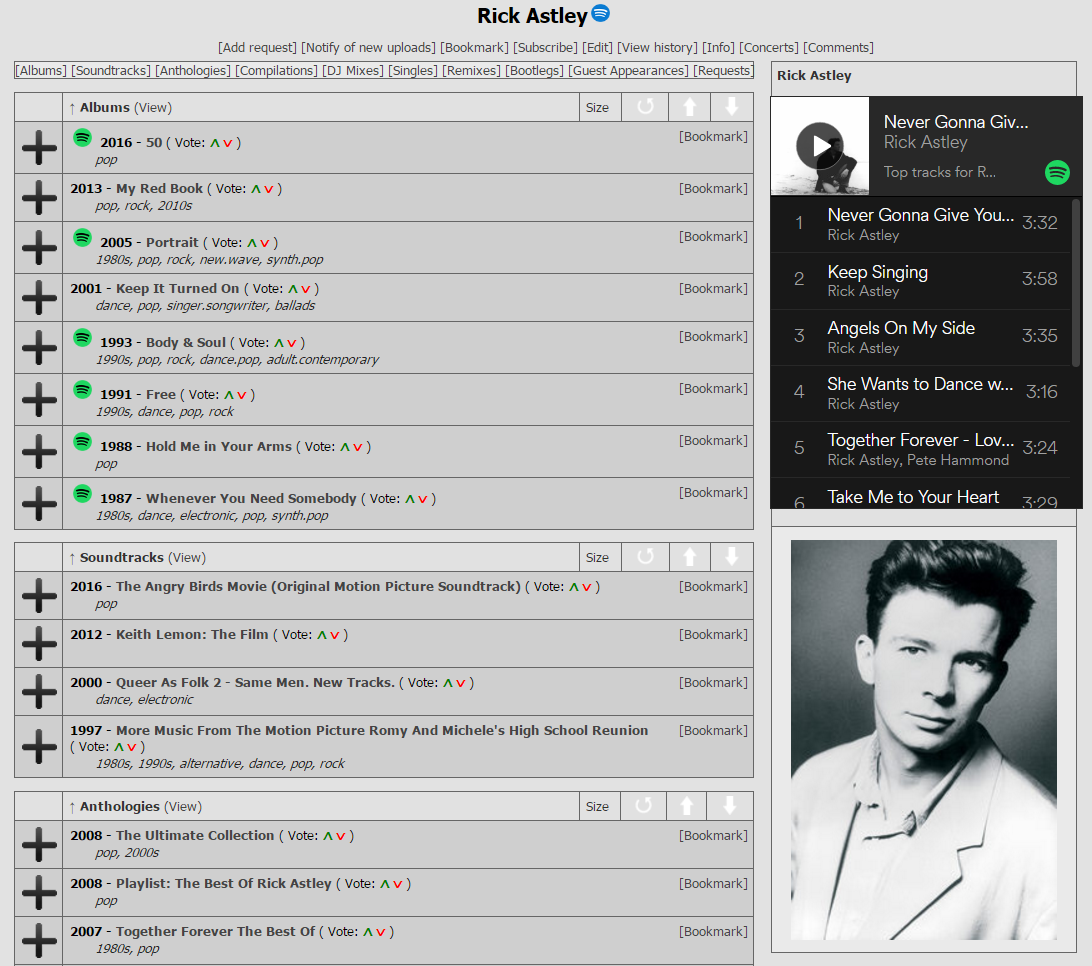 Rick Astley
[Add request] [Notify of new uploads] [Bookmark] [Subscribe] [Edit] [View history] [Info] [Concerts] [Comments]
[Albums] [Soundtracks] [Anthologies] [Compilations] [DJ Mixes] [Singles] [Remixes] [Bootlegs] [Guest Appearances] [Requests]
↑ Albums (View) Size
2016 - 50 ( Vote: ʌ v ) [Bookmark]
pop
2013 - My Red Book ( Vote: ʌ v ) [Bookmark]
pop, rock, 2010s
2005 - Portrait ( Vote: ʌ v ) [Bookmark]
1980s, pop, rock, new.wave, synth.pop
2001 - Keep It Turned On ( Vote: ʌ v ) [Bookmark]
dance, pop, singer.songwriter, ballads
1993 - Body & Soul ( Vote: ʌ v ) [Bookmark]
1990s, pop, rock, dance.pop, adult.contemporary
1991 - Free ( Vote: ʌ v ) [Bookmark]
1990s, dance, pop, rock
1988 - Hold Me in Your Arms ( Vote: ʌ v ) [Bookmark]
pop
1987 - Whenever You Need Somebody ( Vote: ʌ v ) [Bookmark]
1980s, dance, electronic, pop, synth.pop
↑ Soundtracks (View) Size
2016 - The Angry Birds Movie (Original Motion Picture Soundtrack) ( Vote: ʌ v ) [Bookmark]
pop
2012 - Keith Lemon: The Film ( Vote: ʌ v ) [Bookmark]
2000 - Queer As Folk 2 - Same Men. New Tracks. ( Vote: ʌ v ) [Bookmark]
dance, electronic
1997 - More Music From The Motion Picture Romy And Michele's High School Reunion [Bookmark]
( Vote: ʌ v )
1980s, 1990s, alternative, dance, pop, rock
↑ Anthologies (View) Size
2008 - The Ultimate Collection ( Vote: ʌ v ) [Bookmark]
pop, 2000s
2008 - Playlist: The Best Of Rick Astley ( Vote: ʌ v ) [Bookmark]
pop
2007 - Together Forever The Best Of ( Vote: ʌ v ) [Bookmark]
1980s, pop
Rick Astley
Never Gonna Giv...
Rick Astley
Top tracks for R...
1 Never Gonna Give You... 3:32
Rick Astley
2 Keep Singing 3:58
Rick Astley
3 Angels On My Side 3:35
Rick Astley
4 She Wants to Dance w... 3:16
Rick Astley
5 Together Forever - Lov... 3:24
Rick Astley, Pete Hammond
6 Take Me to Your Heart 3:29